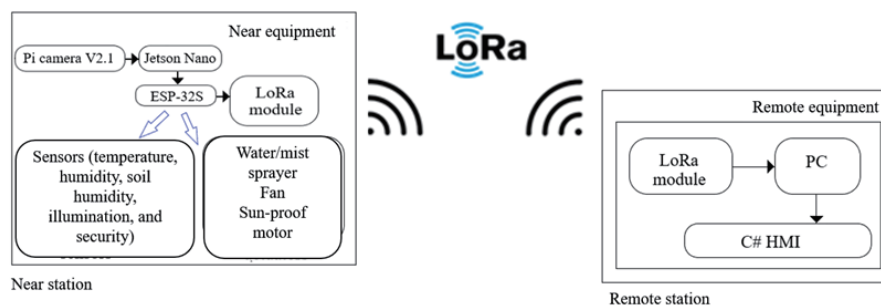 Near equipment
Pi camera V2.1
Jetson Nano
ESP-32S
LoRa
module
Sensors (temperature,
humidity, soil
humidity,
illumination, and
security)
Water/mist
sprayer
Fan
Sun-proof
motor
Near station
LoRa
Remote equipment
LoRa
module
PC
C# HMI
Remote station